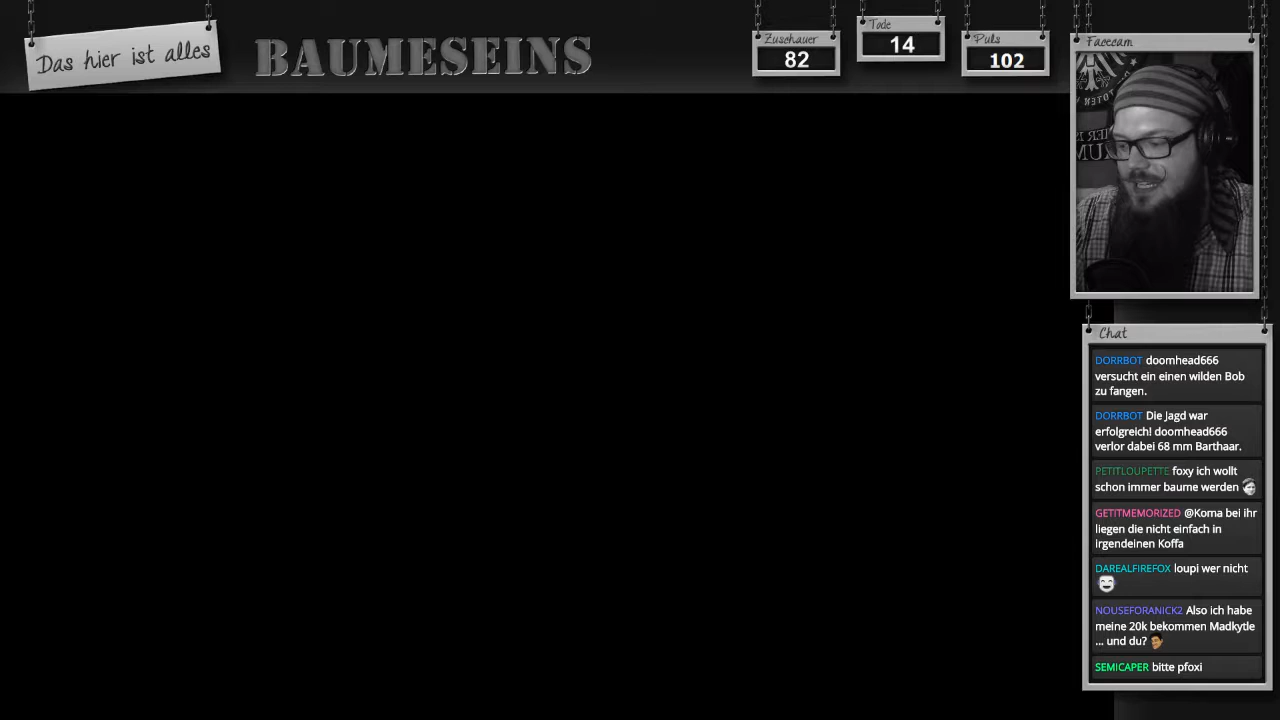 Das hier ist alles
BAUMESEINS
Zuschauer
82
Tode
14
Puls
102
Facecam
Chat
DORRBOT doomhead666
versucht ein einen wilden Bob
zu fangen.
DORRBOT Die Jagd war
erfolgreich! doomhead666
verlor dabei 68 mm Barthaar.
PETITLOUPETTE foxy ich wollt
schon immer baume werden
GETITMEMORIZED @Koma bei ihr
liegen die nicht einfach in
irgendeinen Koffa
DAREALFIREFOX loupi wer nicht
NOUSEFORANICK2 Also ich habe
meine 20k bekommen Madkytle
... und du?
SEMICAPER bitte pfoxi